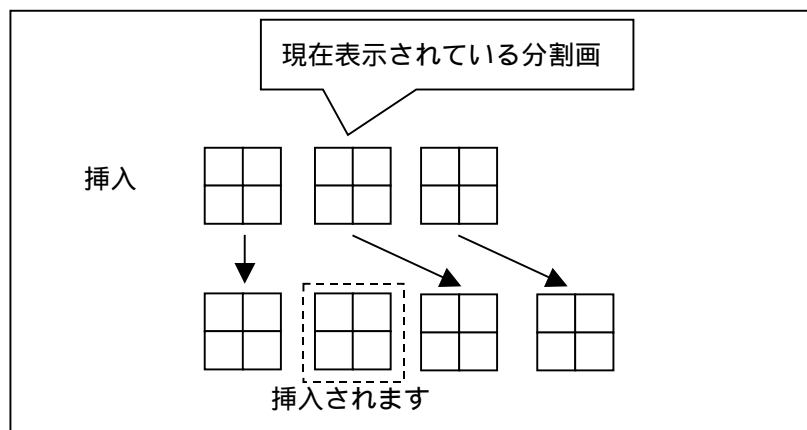 現在表示されている分割画
挿入
挿入されます